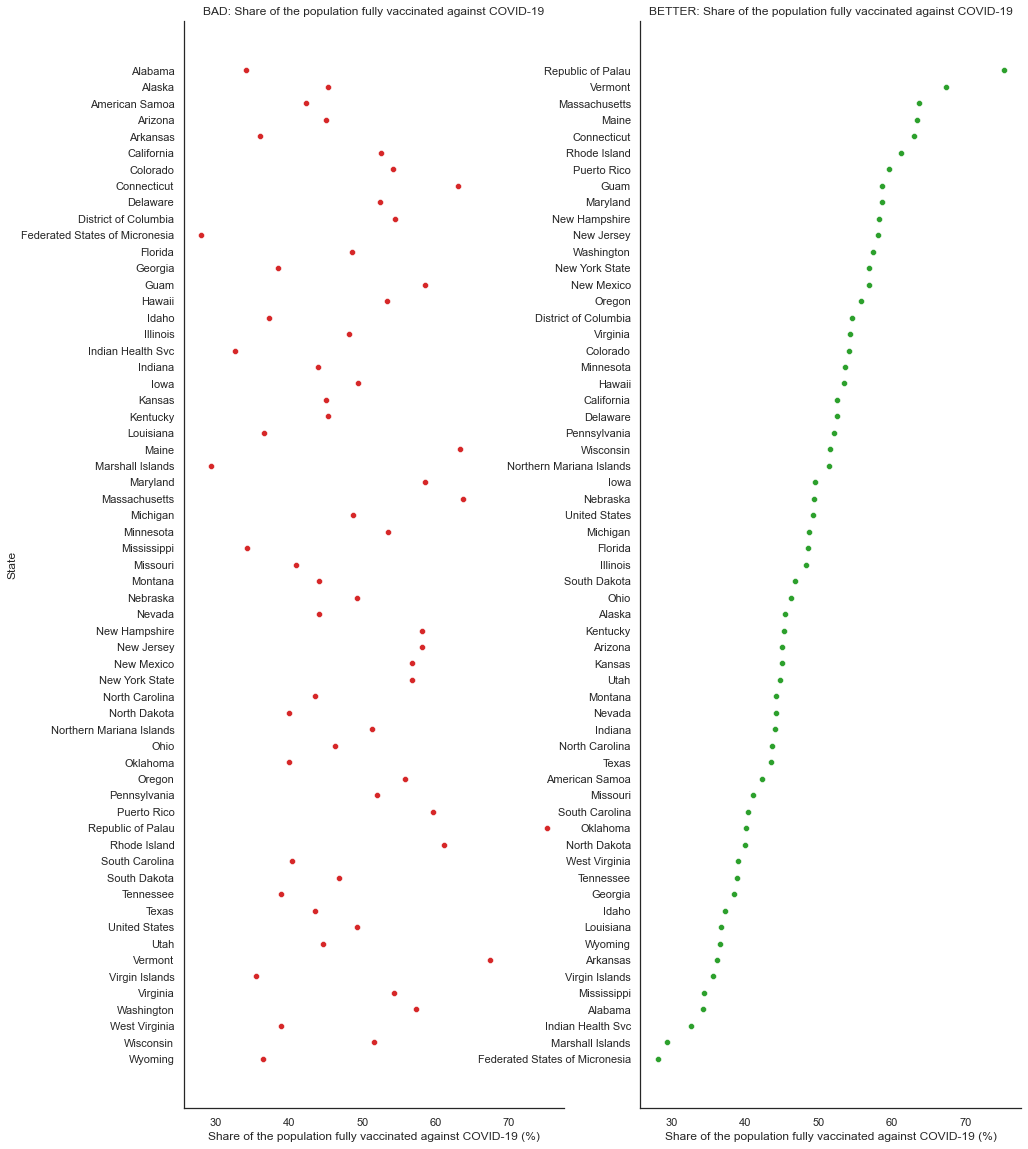 BAD: Share of the population fully vaccinated against COVID-19
State
Alabama
Alaska
American Samoa
Arizona
Arkansas
California
Colorado
Connecticut
Delaware
District of Columbia
Federated States of Micronesia
Florida
Georgia
Guam
Hawaii
Idaho
Illinois
Indian Health Svc
Indiana
Iowa
Kansas
Kentucky
Louisiana
Maine
Marshall Islands
Maryland
Massachusetts
Michigan
Minnesota
Mississippi
Missouri
Montana
Nebraska
Nevada
New Hampshire
New Jersey
New Mexico
New York State
North Carolina
North Dakota
Northern Mariana Islands
Ohio
Oklahoma
Oregon
Pennsylvania
Puerto Rico
Republic of Palau
Rhode Island
South Carolina
South Dakota
Tennessee
Texas
United States
Utah
Vermont
Virgin Islands
Virginia
Washington
West Virginia
Wisconsin
Wyoming
30 40 50 60 70
Share of the population fully vaccinated against COVID-19 (%)
BETTER: Share of the population fully vaccinated against COVID-19
Republic of Palau
Vermont
Massachusetts
Maine
Connecticut
Rhode Island
Puerto Rico
Guam
Maryland
New Hampshire
New Jersey
Washington
New York State
New Mexico
Oregon
District of Columbia
Virginia
Colorado
Minnesota
Hawaii
California
Delaware
Pennsylvania
Wisconsin
Northern Mariana Islands
Iowa
Nebraska
United States
Michigan
Florida
Illinois
South Dakota
Ohio
Alaska
Kentucky
Arizona
Kansas
Utah
Montana
Nevada
Indiana
North Carolina
Texas
American Samoa
Missouri
South Carolina
Oklahoma
North Dakota
West Virginia
Tennessee
Georgia
Idaho
Louisiana
Wyoming
Arkansas
Virgin Islands
Mississippi
Alabama
Indian Health Svc
Marshall Islands
Federated States of Micronesia
30 40 50 60 70
Share of the population fully vaccinated against COVID-19 (%)